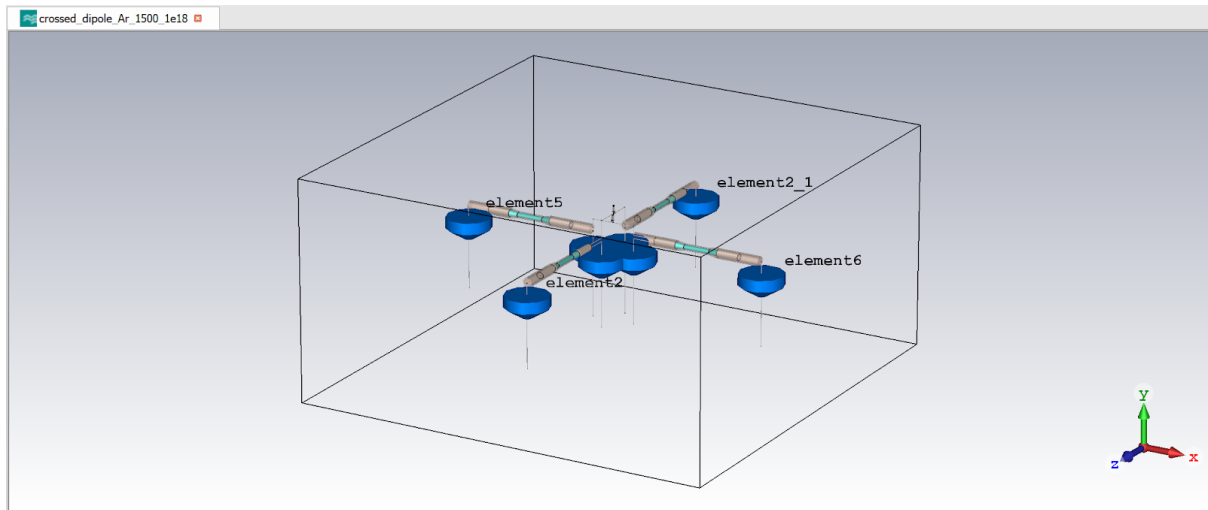 crossed_dipole_Ar_1500_1e18
element2_1
element5
element6
element2
y
z
x